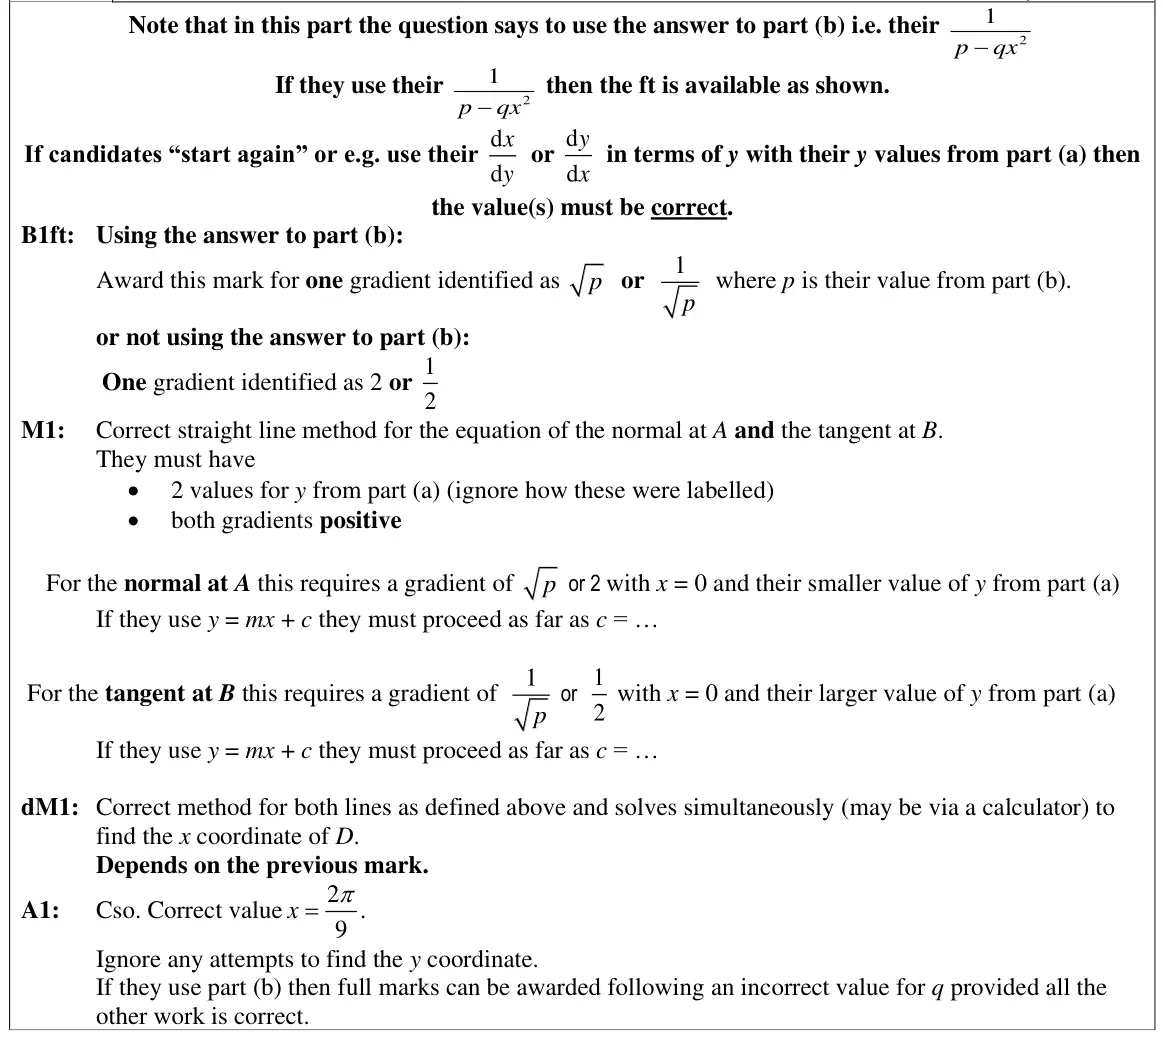 Note that in this part the question says to use the answer to part (b) i.e. their 1/(p − qx²)
If they use their 1/(p − qx²) then the ft is available as shown.
If candidates “start again” or e.g. use their dx/dy or dy/dx in terms of y with their y values from part (a) then
the value(s) must be correct.
B1ft: Using the answer to part (b):
Award this mark for one gradient identified as √p or 1/√p where p is their value from part (b).
or not using the answer to part (b):
One gradient identified as 2 or 1/2
M1: Correct straight line method for the equation of the normal at A and the tangent at B.
They must have
• 2 values for y from part (a) (ignore how these were labelled)
• both gradients positive
For the normal at A this requires a gradient of √p or 2 with x = 0 and their smaller value of y from part (a)
If they use y = mx + c they must proceed as far as c = …
For the tangent at B this requires a gradient of 1/√p or 1/2 with x = 0 and their larger value of y from part (a)
If they use y = mx + c they must proceed as far as c = …
dM1: Correct method for both lines as defined above and solves simultaneously (may be via a calculator) to
find the x coordinate of D.
Depends on the previous mark.
A1: Cso. Correct value x = 2π/9.
Ignore any attempts to find the y coordinate.
If they use part (b) then full marks can be awarded following an incorrect value for q provided all the
other work is correct.